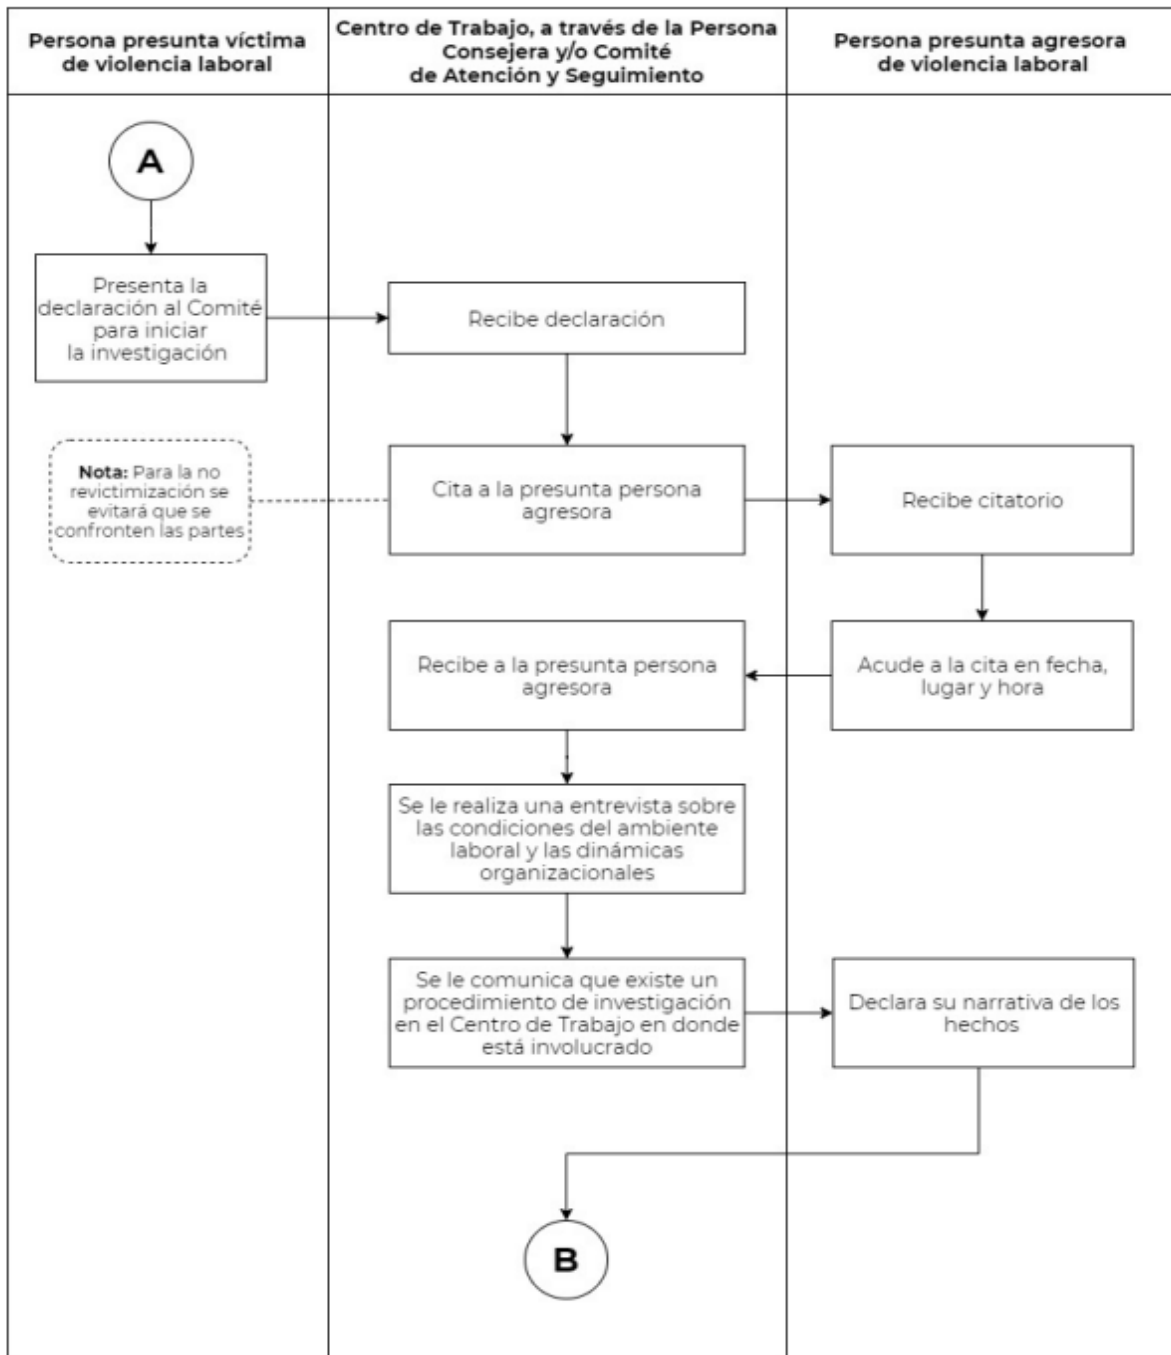 Persona presunta víctima
de violencia laboral
Centro de Trabajo, a través de la Persona
Consejera y/o Comité
de Atención y Seguimiento
Persona presunta agresora
de violencia laboral
A
Presenta la
declaración al Comité
para iniciar
la investigación
Recibe declaración
Nota: Para la no
revictimización se
evitará que se
confronten las partes
Cita a la presunta persona
agresora
Recibe citatorio
Recibe a la presunta persona
agresora
Acude a la cita en fecha,
lugar y hora
Se le realiza una entrevista sobre
las condiciones del ambiente
laboral y las dinámicas
organizacionales
Se le comunica que existe un
procedimiento de investigación
en el Centro de Trabajo en donde
está involucrado
Declara su narrativa de los
hechos
B